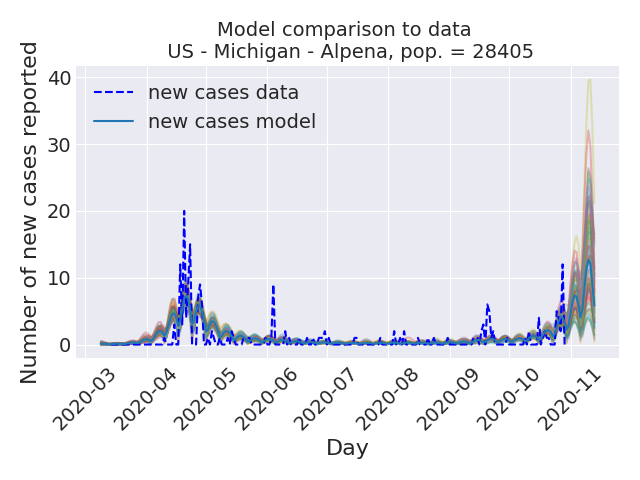 Model comparison to data
US - Michigan - Alpena, pop. = 28405
Number of new cases reported
40
30
20
10
0
new cases data
new cases model
2020-03
2020-04
2020-05
2020-06
2020-07
2020-08
2020-09
2020-10
2020-11
Day